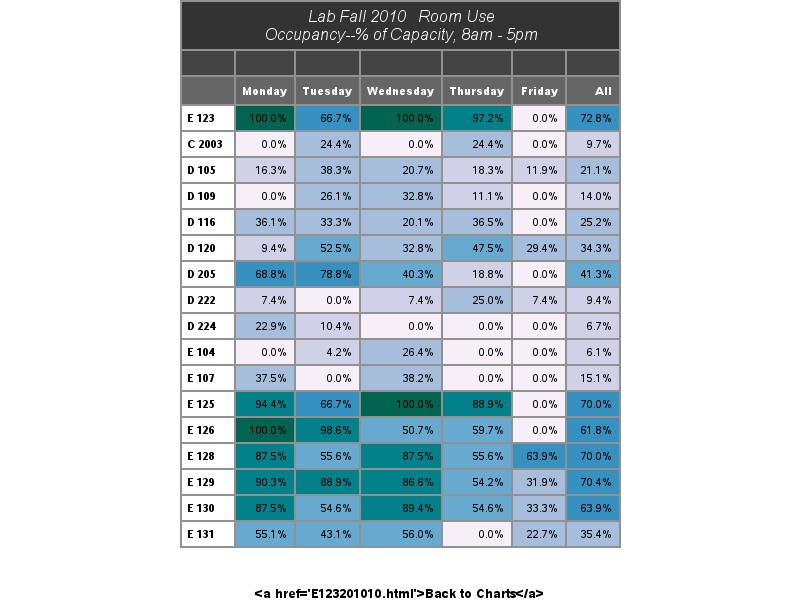 Lab Fall 2010 Room Use
Occupancy--% of Capacity, 8am - 5pm
Monday Tuesday Wednesday Thursday Friday All
E 123 100.0% 66.7% 100.0% 97.2% 0.0% 72.8%
C 2003 0.0% 24.4% 0.0% 24.4% 0.0% 9.7%
D 105 16.3% 38.3% 20.7% 18.3% 11.9% 21.1%
D 109 0.0% 26.1% 32.8% 11.1% 0.0% 14.0%
D 116 36.1% 33.3% 20.1% 36.5% 0.0% 25.2%
D 120 9.4% 52.5% 32.8% 47.5% 29.4% 34.3%
D 205 68.8% 78.8% 40.3% 18.8% 0.0% 41.3%
D 222 7.4% 0.0% 7.4% 25.0% 7.4% 9.4%
D 224 22.9% 10.4% 0.0% 0.0% 0.0% 6.7%
E 104 0.0% 4.2% 26.4% 0.0% 0.0% 6.1%
E 107 37.5% 0.0% 38.2% 0.0% 0.0% 15.1%
E 125 94.4% 66.7% 100.0% 88.9% 0.0% 70.0%
E 126 100.0% 98.6% 50.7% 59.7% 0.0% 61.8%
E 128 87.5% 55.6% 87.5% 55.6% 63.9% 70.0%
E 129 90.3% 88.9% 86.6% 54.2% 31.9% 70.4%
E 130 87.5% 54.6% 89.4% 54.6% 33.3% 63.9%
E 131 55.1% 43.1% 56.0% 0.0% 22.7% 35.4%
<a href='E123201010.html'>Back to Charts</a>